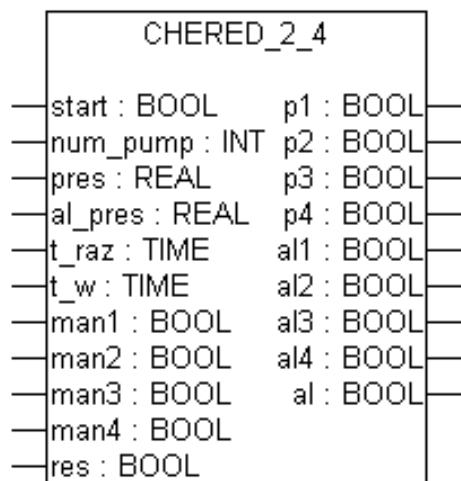 CHERED_2_4
start : BOOL p1 : BOOL
num_pump : INT p2 : BOOL
pres : REAL p3 : BOOL
al_pres : REAL p4 : BOOL
t_raz : TIME al1 : BOOL
t_w : TIME al2 : BOOL
man1 : BOOL al3 : BOOL
man2 : BOOL al4 : BOOL
man3 : BOOL al : BOOL
man4 : BOOL
res : BOOL